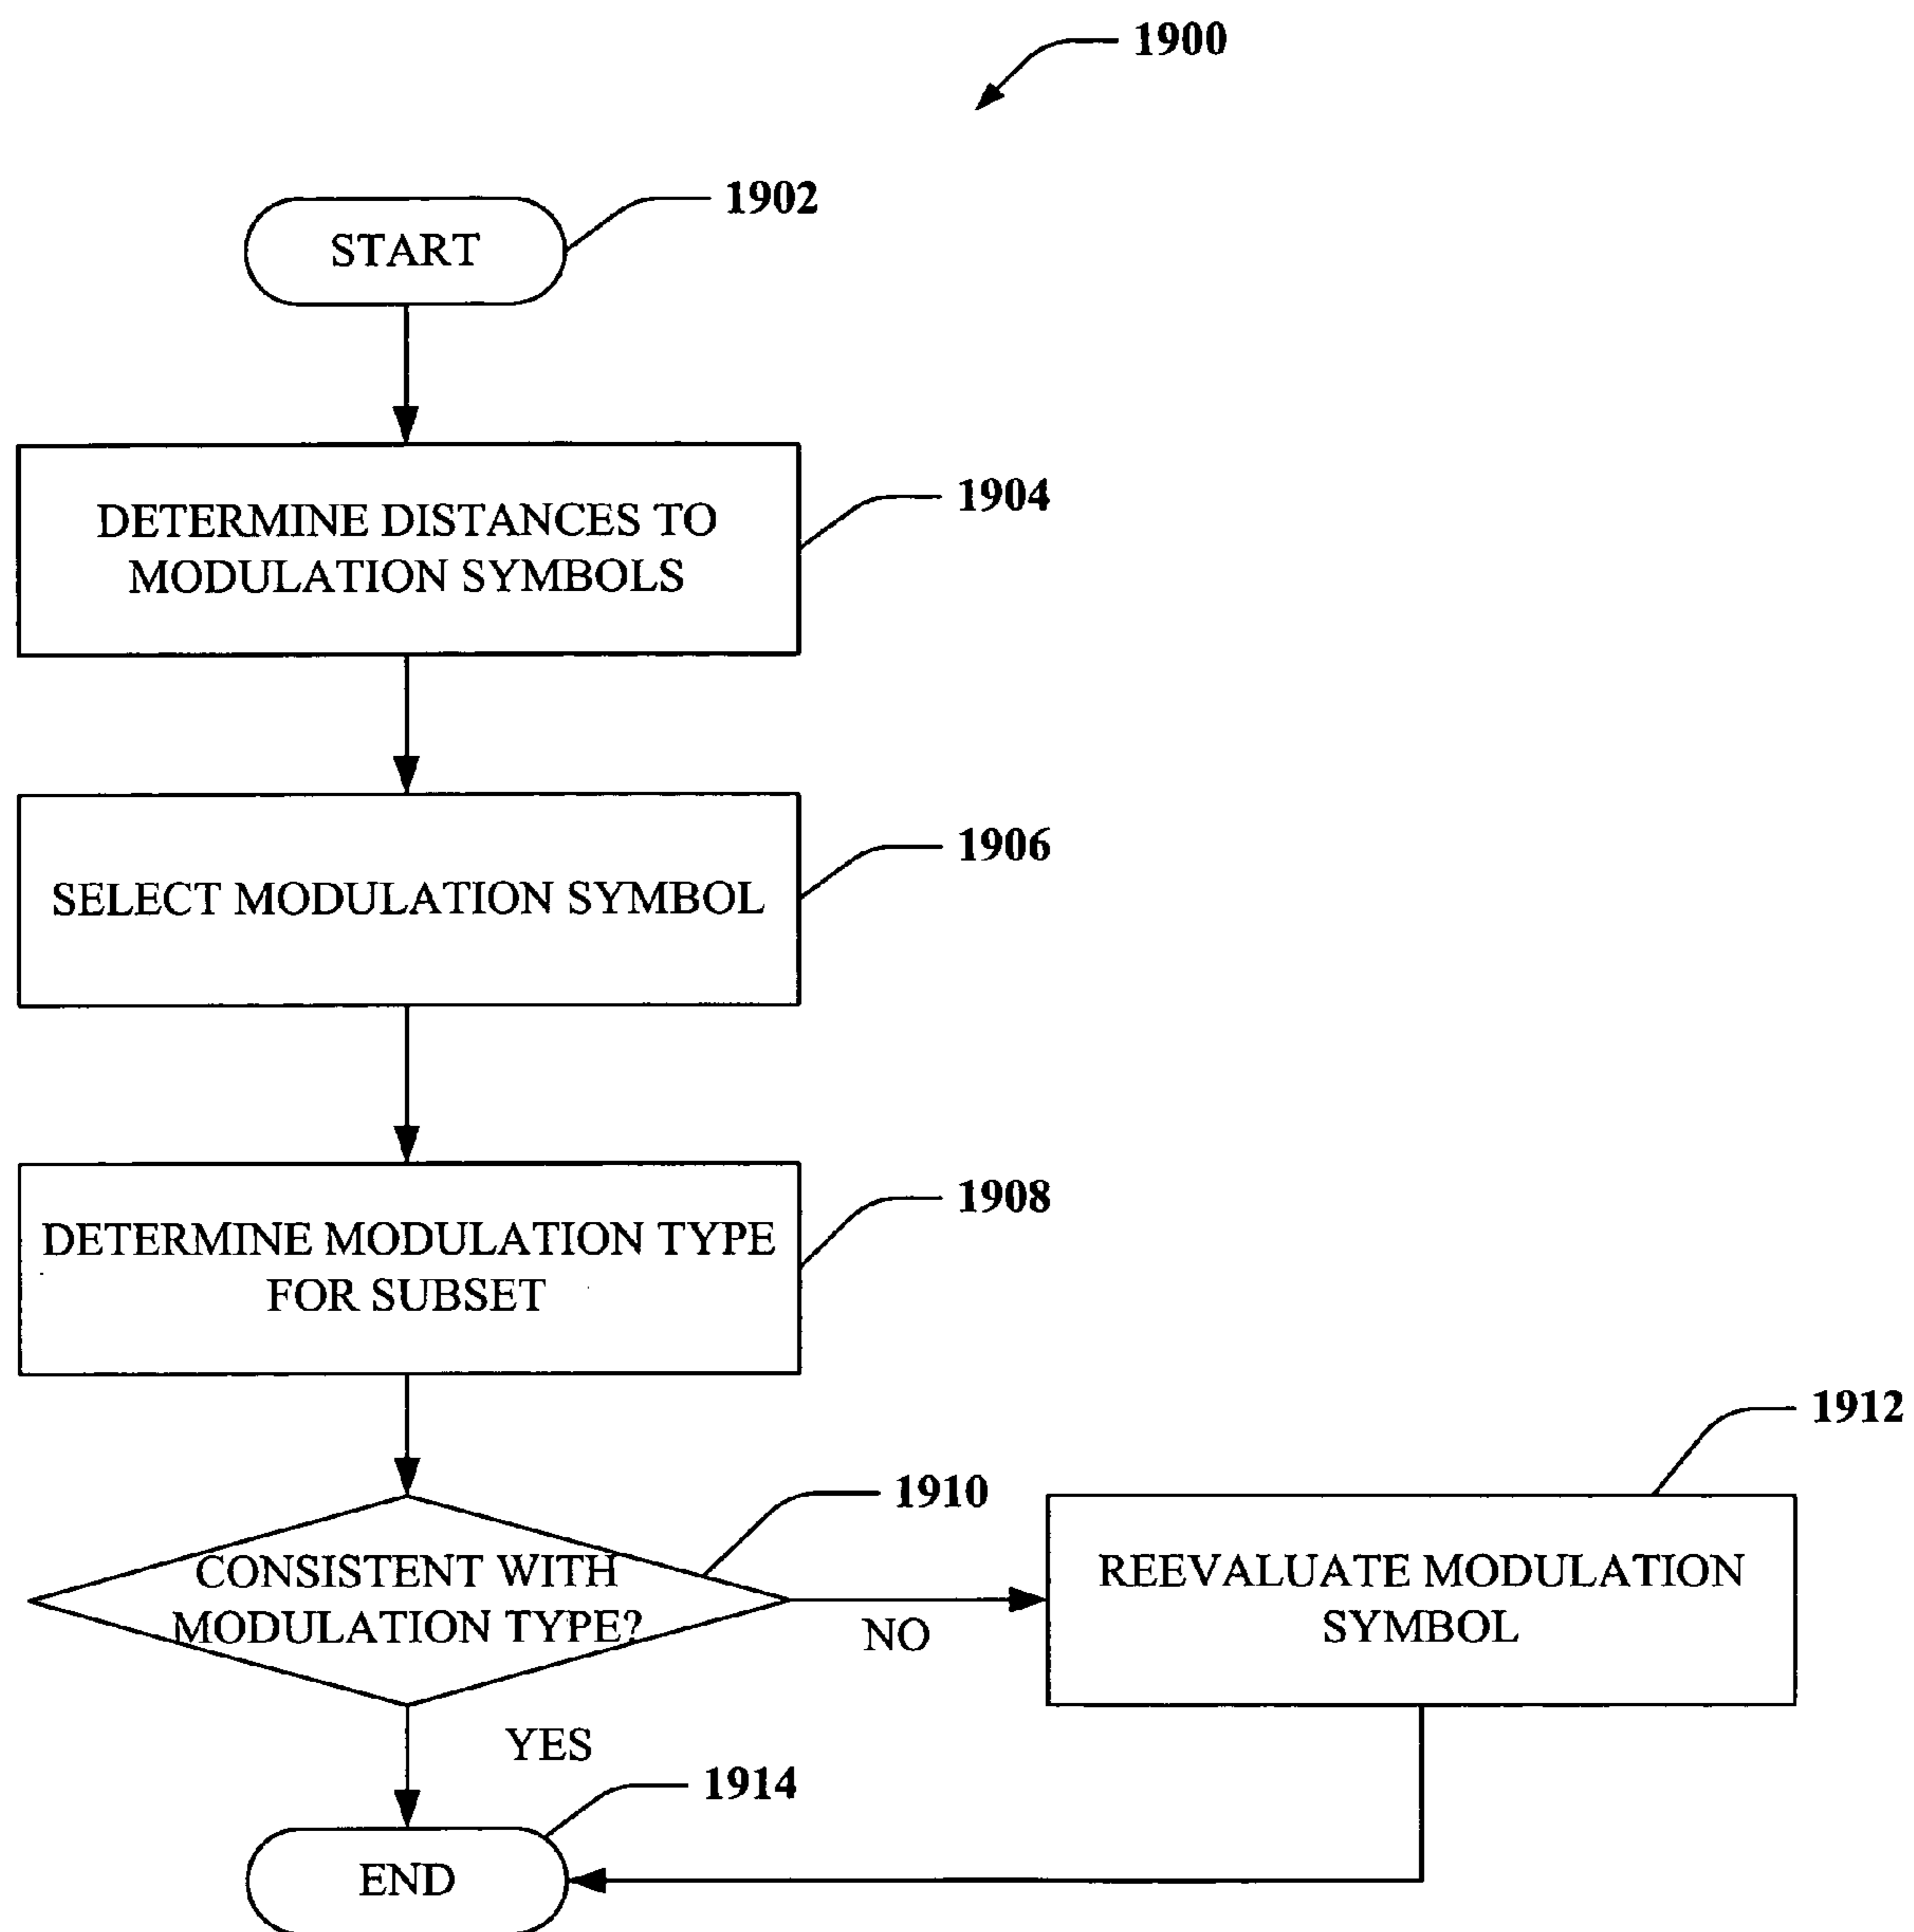 1900
1902
START
1904
DETERMINE DISTANCES TO
MODULATION SYMBOLS
1906
SELECT MODULATION SYMBOL
1908
DETERMINE MODULATION TYPE
FOR SUBSET
1912
1910
CONSISTENT WITH
MODULATION TYPE?
NO
REEVALUATE MODULATION
SYMBOL
YES
1914
END